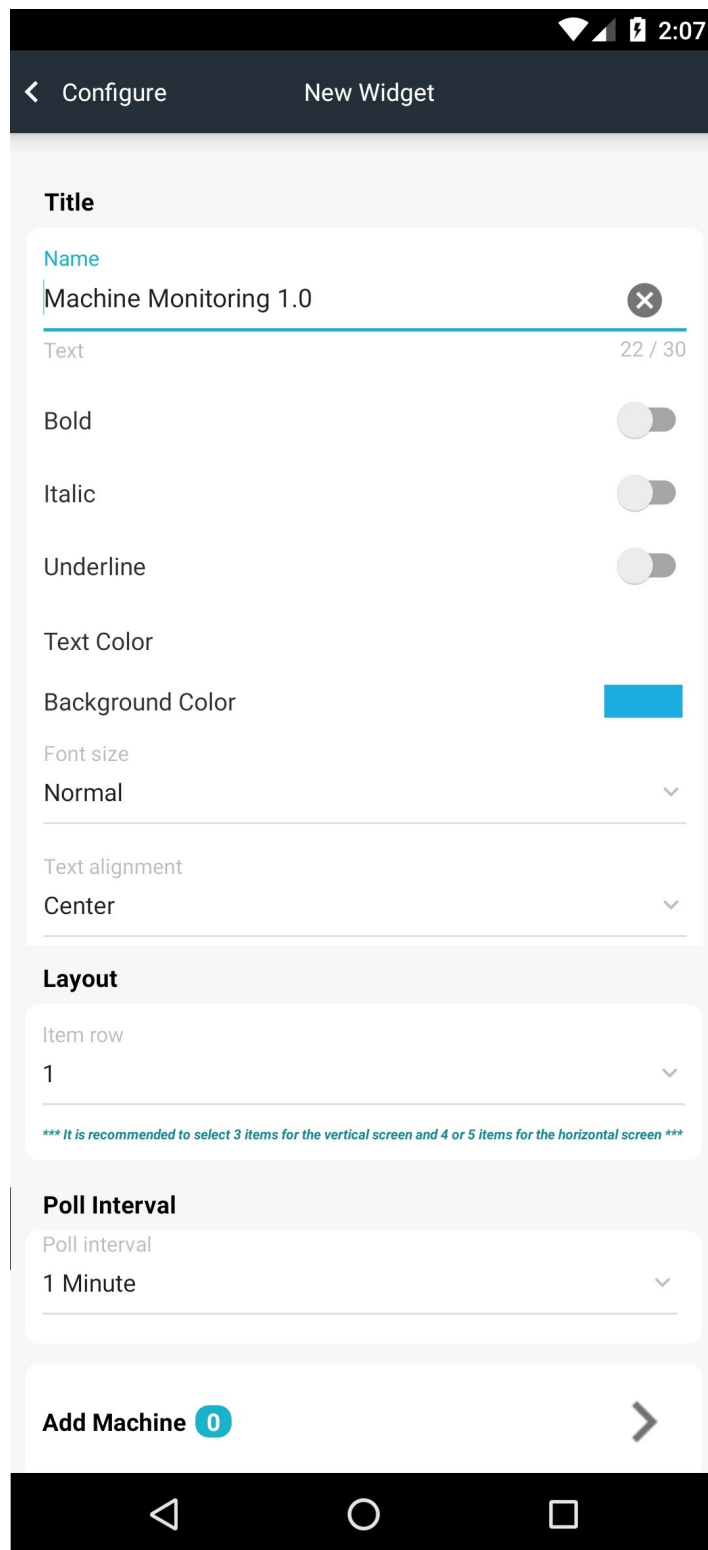 2:07
Configure New Widget
Title
Name
Machine Monitoring 1.0
Text 22 / 30
Bold
Italic
Underline
Text Color
Background Color
Font size
Normal
Text alignment
Center
Layout
Item row
1
*** It is recommended to select 3 items for the vertical screen and 4 or 5 items for the horizontal screen ***
Poll Interval
Poll interval
1 Minute
Add Machine 0